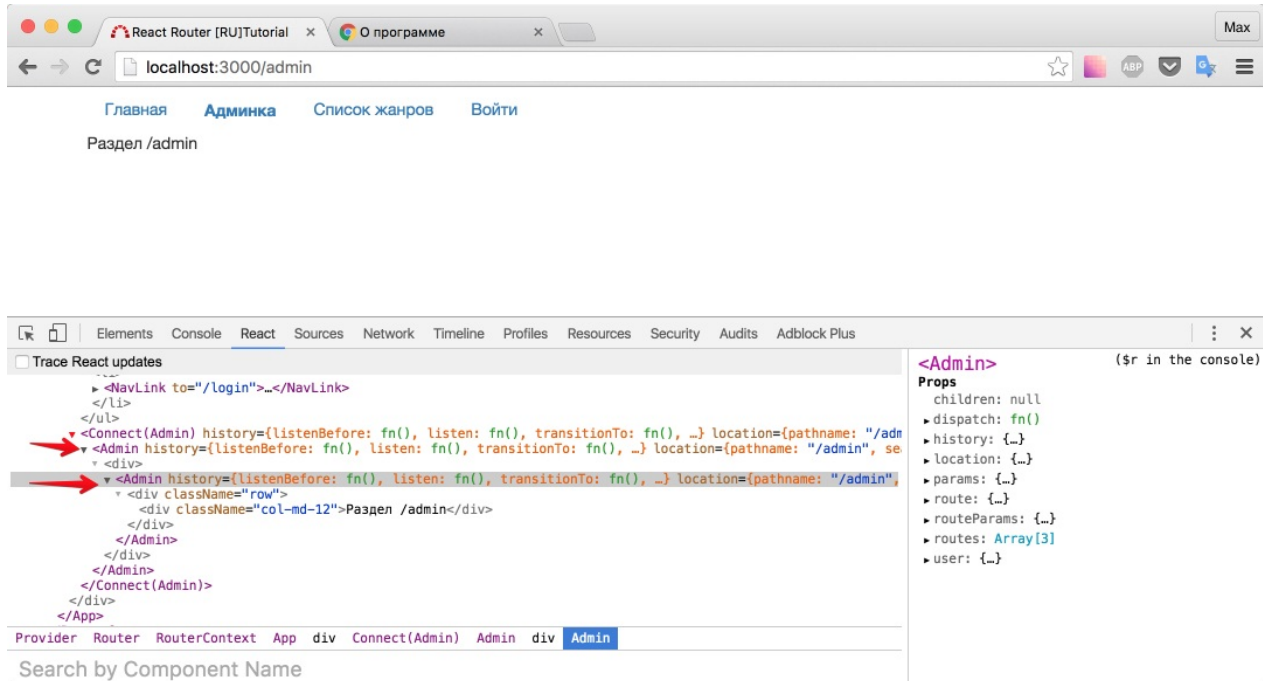 React Router [RU]Tutorial × О программе × Max
localhost:3000/admin ABP
Главная Админка Список жанров Войти
Раздел /admin
Elements Console React Sources Network Timeline Profiles Resources Security Audits Adblock Plus
Trace React updates
▸ <NavLink to="/login">…</NavLink>
</li>
</ul>
▾ <Connect(Admin) history={listenBefore: fn(), listen: fn(), transitionTo: fn(), …} location={pathname: "/adm
▾ <Admin history={listenBefore: fn(), listen: fn(), transitionTo: fn(), …} location={pathname: "/admin", se
▾ <div>
▾ <Admin history={listenBefore: fn(), listen: fn(), transitionTo: fn(), …} location={pathname: "/admin",
▾ <div className="row">
<div className="col-md-12">Раздел /admin</div>
</div>
</Admin>
</div>
</Admin>
</Connect(Admin)>
</div>
</App>
Provider Router RouterContext App div Connect(Admin) Admin div Admin
Search by Component Name
<Admin> ($r in the console)
Props
children: null
▸ dispatch: fn()
▸ history: {…}
▸ location: {…}
▸ params: {…}
▸ route: {…}
▸ routeParams: {…}
▸ routes: Array[3]
▸ user: {…}